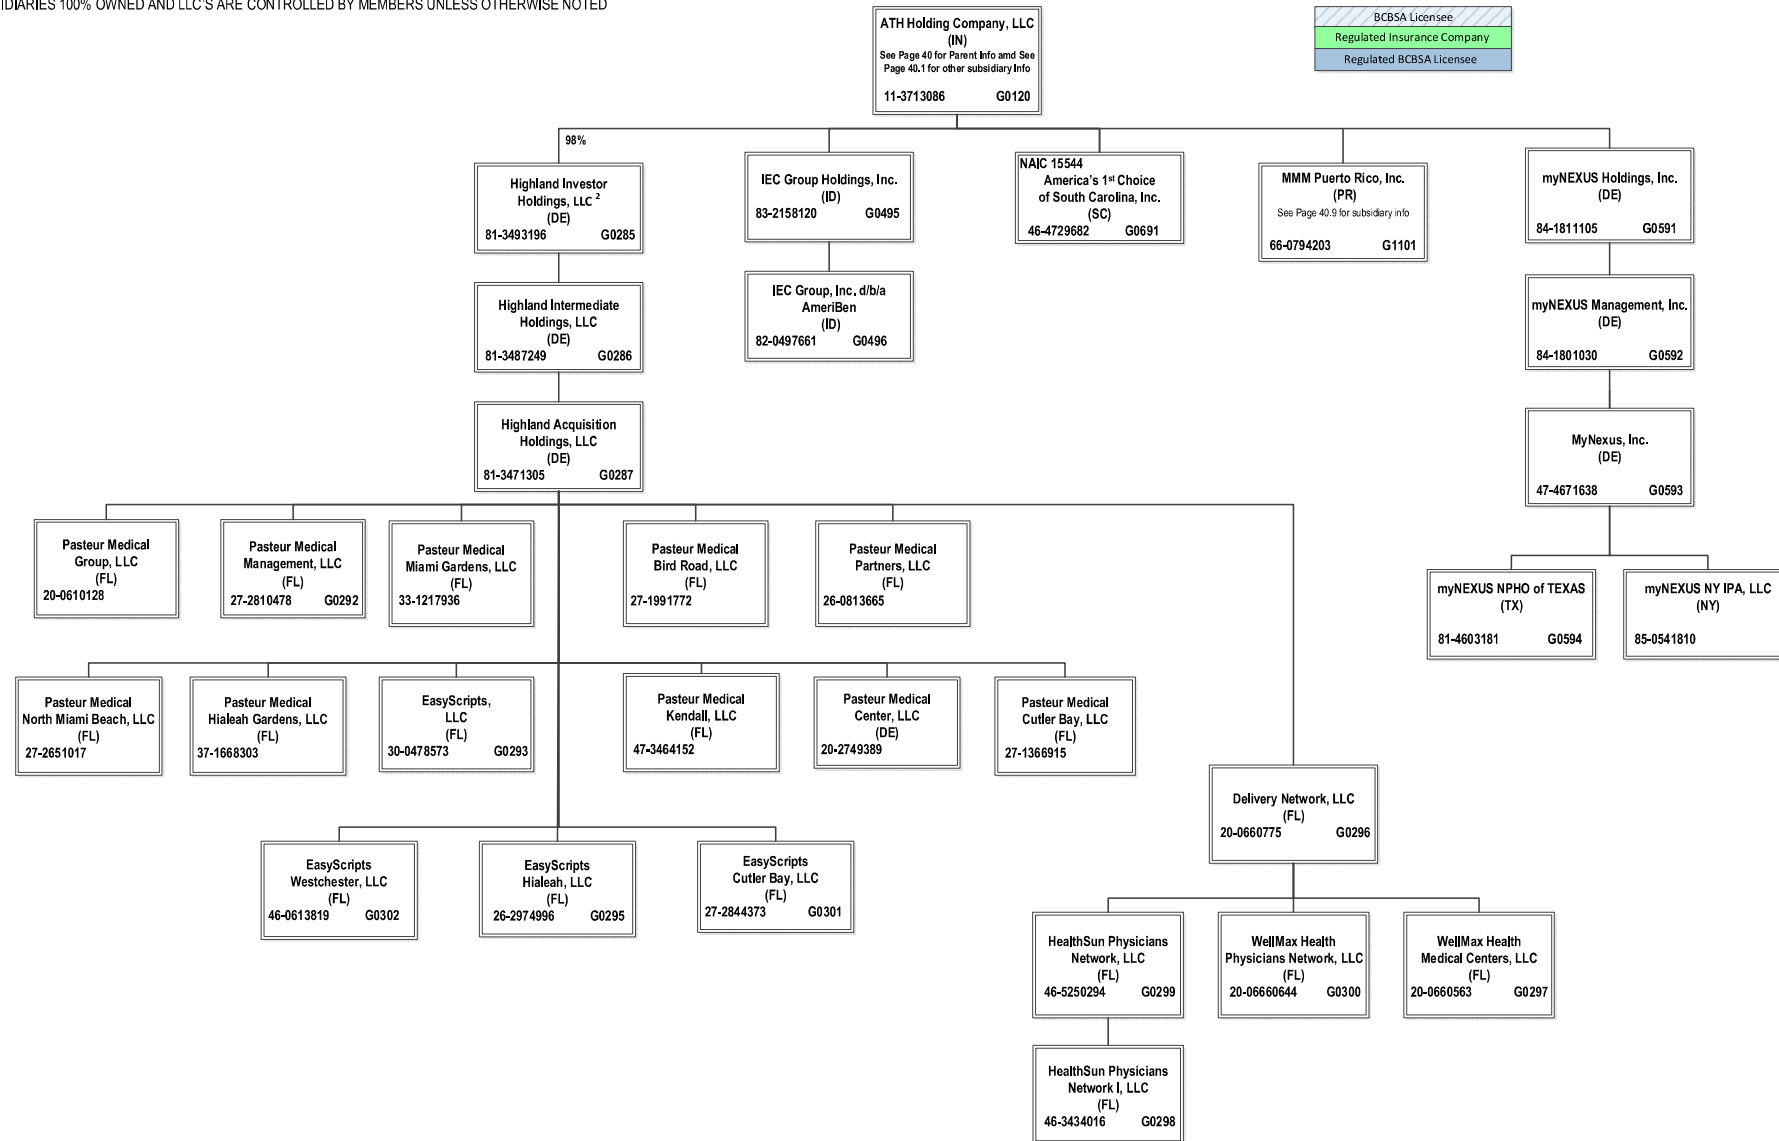 IDIARIES 100% OWNED AND LLC'S ARE CONTROLLED BY MEMBERS UNLESS OTHERWISE NOTED
ATH Holding Company, LLC
(IN)
See Page 40 for Parent Info amd See
Page 40.1 for other subsidiary Info
11-3713086 G0120
BCBSA Licensee
Regulated Insurance Company
Regulated BCBSA Licensee
98%
Highland Investor
Holdings, LLC ²
(DE)
81-3493196 G0285
IEC Group Holdings, Inc.
(ID)
83-2158120 G0495
NAIC 15544
America's 1st Choice
of South Carolina, Inc.
(SC)
46-4729682 G0691
MMM Puerto Rico, Inc.
(PR)
See Page 40.9 for subsidiary info
66-0794203 G1101
myNEXUS Holdings, Inc.
(DE)
84-1811105 G0591
Highland Intermediate
Holdings, LLC
(DE)
81-3487249 G0286
IEC Group, Inc. d/b/a
AmeriBen
(ID)
82-0497661 G0496
myNEXUS Management, Inc.
(DE)
84-1801030 G0592
Highland Acquisition
Holdings, LLC
(DE)
81-3471305 G0287
MyNexus, Inc.
(DE)
47-4671638 G0593
Pasteur Medical
Group, LLC
(FL)
20-0610128
Pasteur Medical
Management, LLC
(FL)
27-2810478 G0292
Pasteur Medical
Miami Gardens, LLC
(FL)
33-1217936
Pasteur Medical
Bird Road, LLC
(FL)
27-1991772
Pasteur Medical
Partners, LLC
(FL)
26-0813665
myNEXUS NPHO of TEXAS
(TX)
81-4603181 G0594
myNEXUS NY IPA, LLC
(NY)
85-0541810
Pasteur Medical
North Miami Beach, LLC
(FL)
27-2651017
Pasteur Medical
Hialeah Gardens, LLC
(FL)
37-1668303
EasyScripts,
LLC
(FL)
30-0478573 G0293
Pasteur Medical
Kendall, LLC
(FL)
47-3464152
Pasteur Medical
Center, LLC
(DE)
20-2749389
Pasteur Medical
Cutler Bay, LLC
(FL)
27-1366915
Delivery Network, LLC
(FL)
20-0660775 G0296
EasyScripts
Westchester, LLC
(FL)
46-0613819 G0302
EasyScripts
Hialeah, LLC
(FL)
26-2974996 G0295
EasyScripts
Cutler Bay, LLC
(FL)
27-2844373 G0301
HealthSun Physicians
Network, LLC
(FL)
46-5250294 G0299
WellMax Health
Physicians Network, LLC
(FL)
20-06660644 G0300
WellMax Health
Medical Centers, LLC
(FL)
20-0660563 G0297
HealthSun Physicians
Network I, LLC
(FL)
46-3434016 G0298